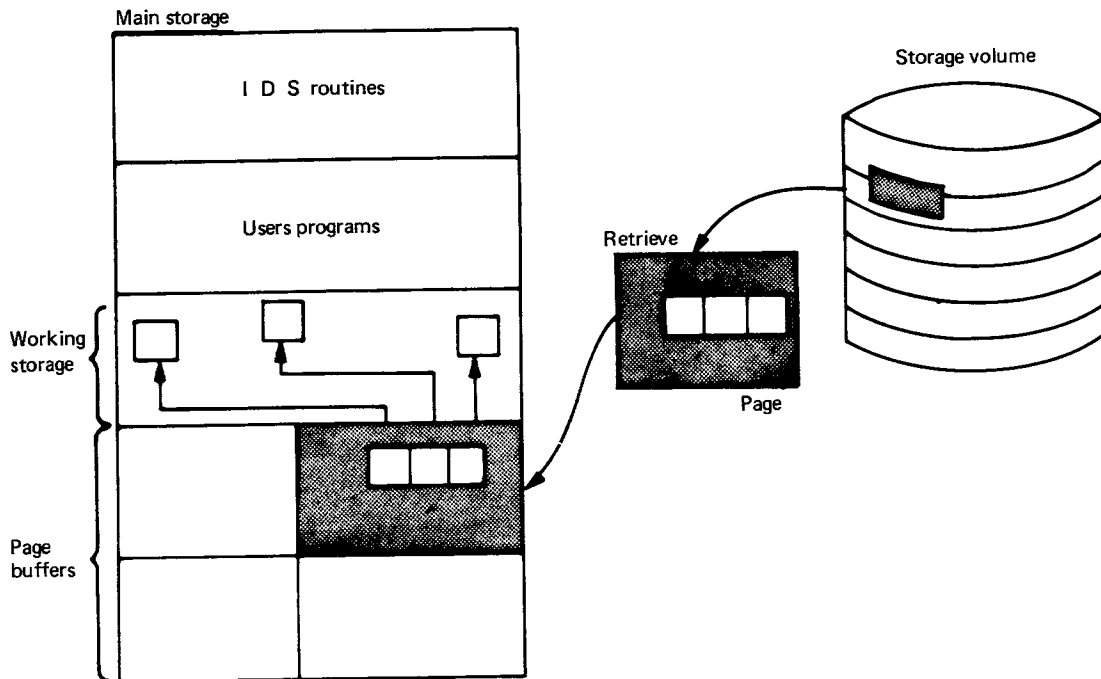 Main storage
I D S routines
Storage volume
Users programs
Retrieve
Working
storage
Page
Page
buffers